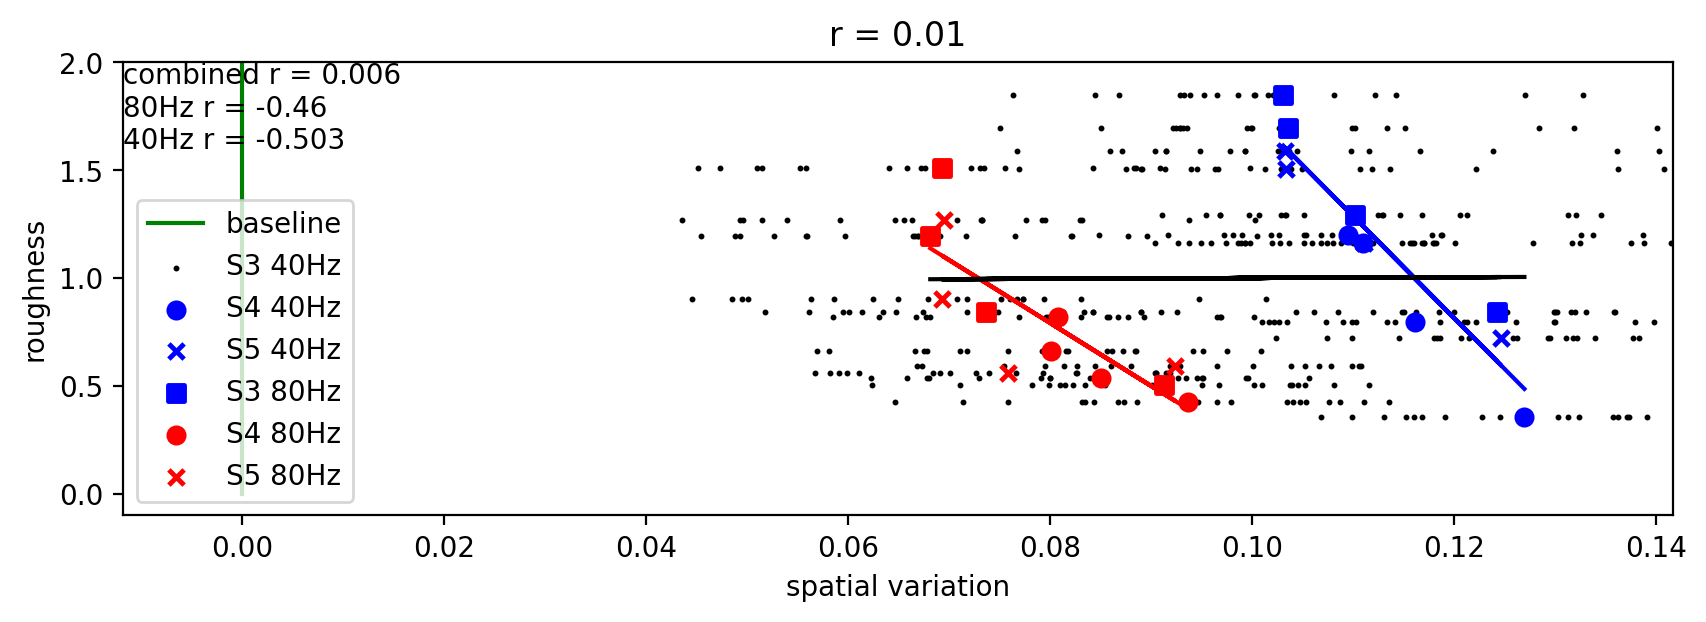 r = 0.01
combined r = 0.006
80Hz r = -0.46
40Hz r = -0.503
2.0
1.5
1.0
0.5
0.0
roughness
baseline
S3 40Hz
S4 40Hz
S5 40Hz
S3 80Hz
S4 80Hz
S5 80Hz
0.00 0.02 0.04 0.06 0.08 0.10 0.12 0.14
spatial variation